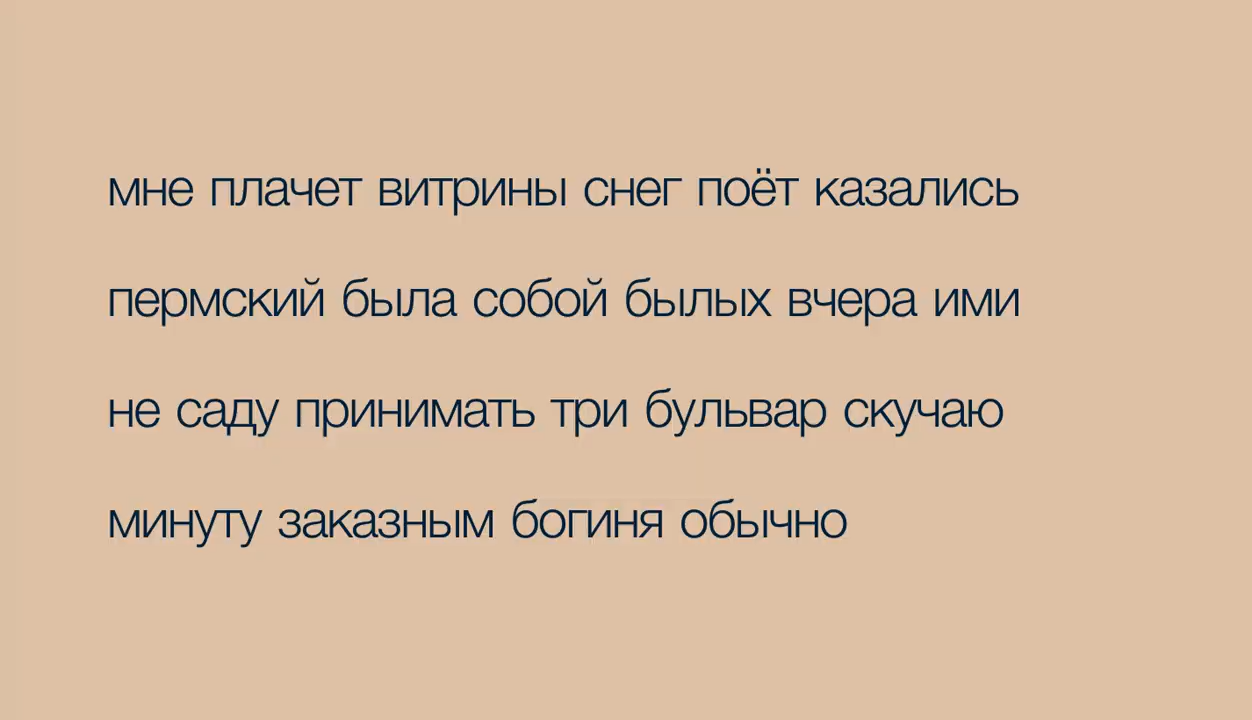 мне плачет витрины снег поёт казались
пермский была собой былых вчера ими
не саду принимать три бульвар скучаю
минуту заказным богиня обычно